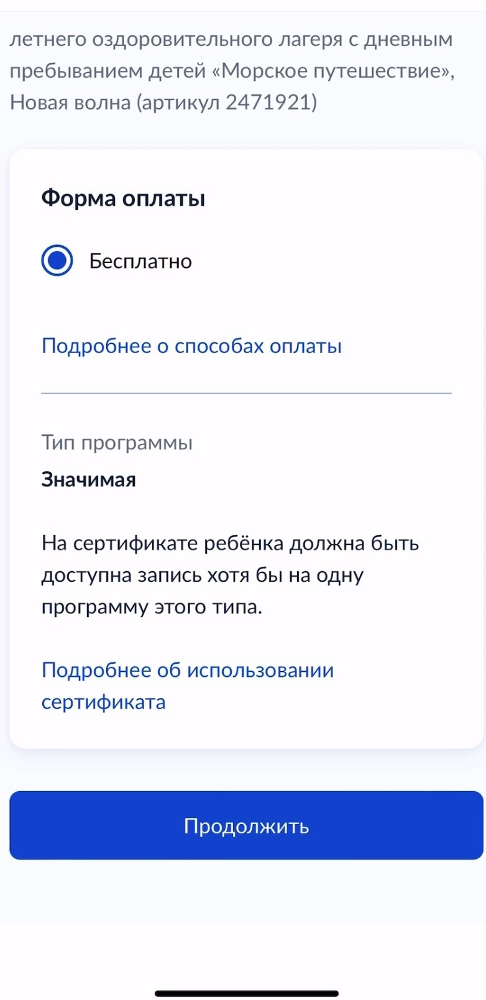 летнего оздоровительного лагеря с дневным
пребыванием детей «Морское путешествие»,
Новая волна (артикул 2471921)
Форма оплаты
Бесплатно
Подробнее о способах оплаты
Тип программы
Значимая
На сертификате ребёнка должна быть
доступна запись хотя бы на одну
программу этого типа.
Подробнее об использовании
сертификата
Продолжить